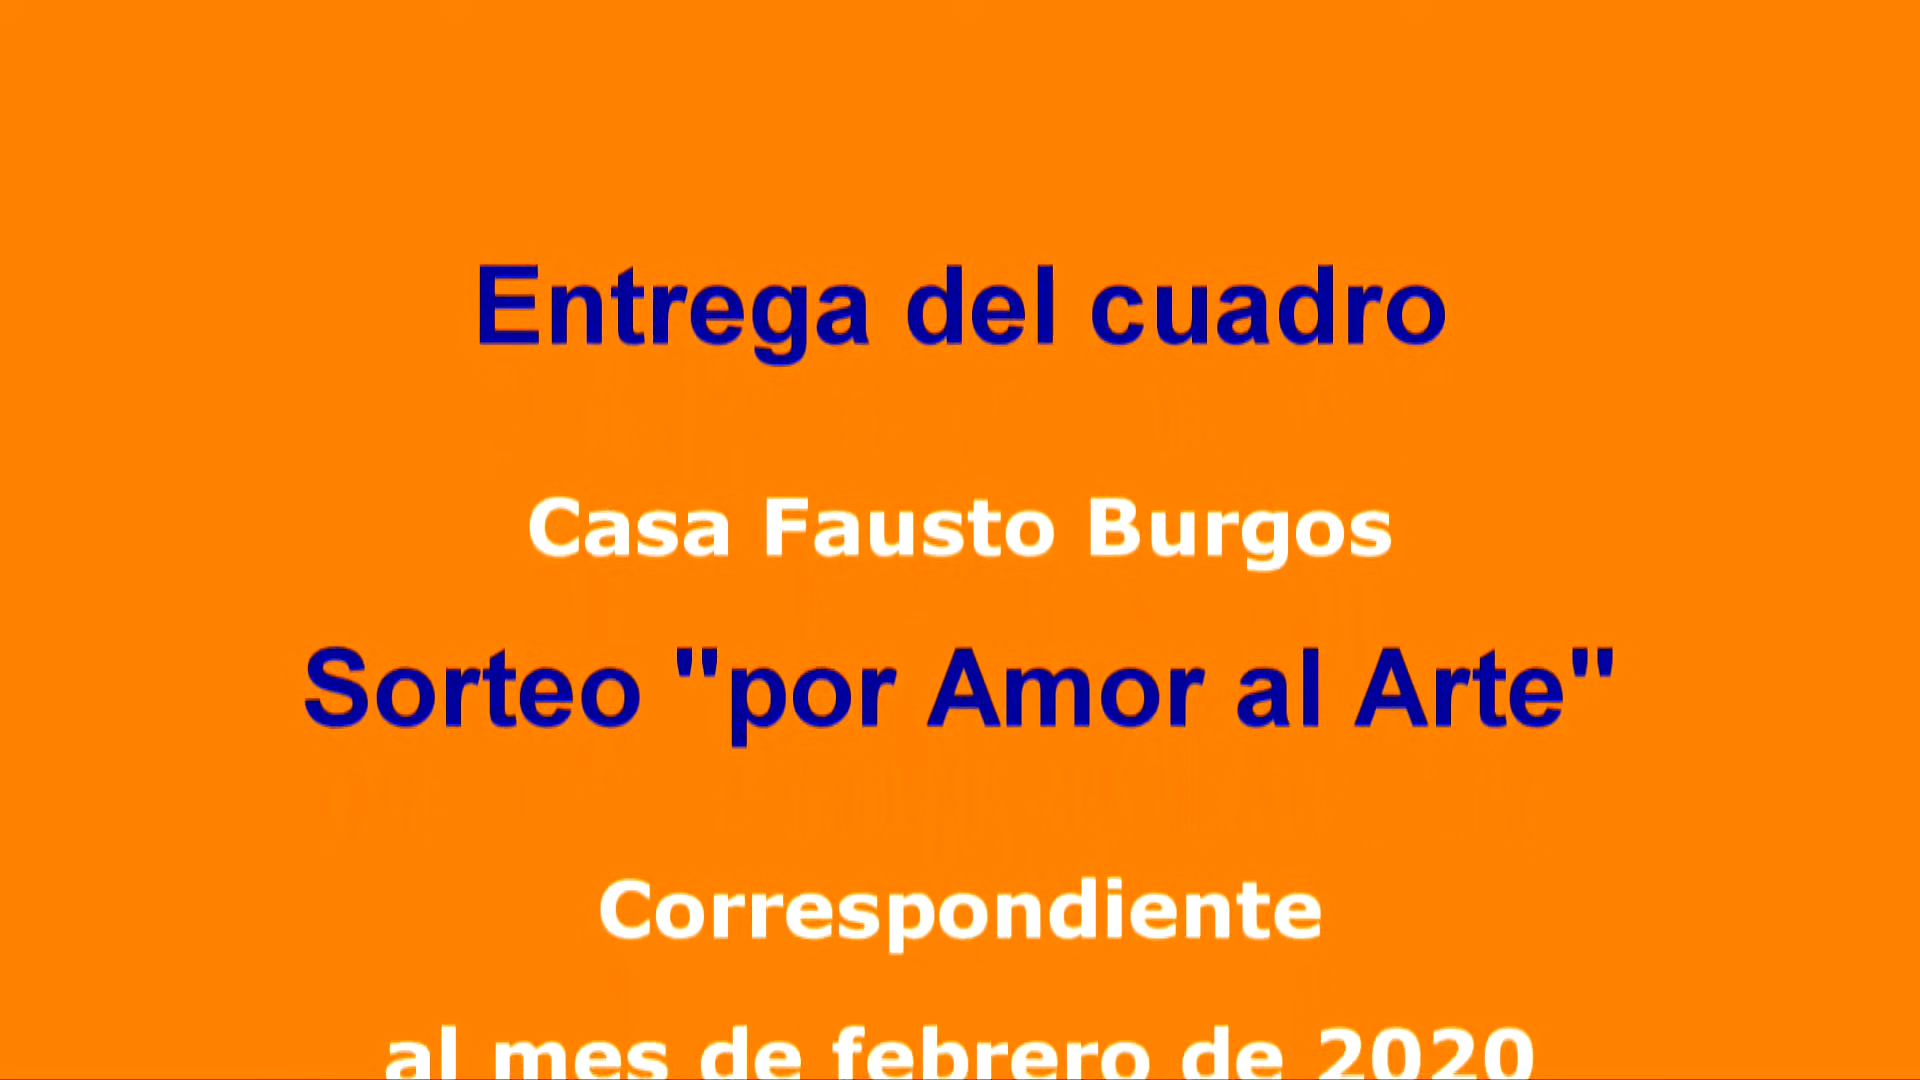 Entrega del cuadro
Casa Fausto Burgos
Sorteo "por Amor al Arte"
Correspondiente
al mes de febrero de 2020